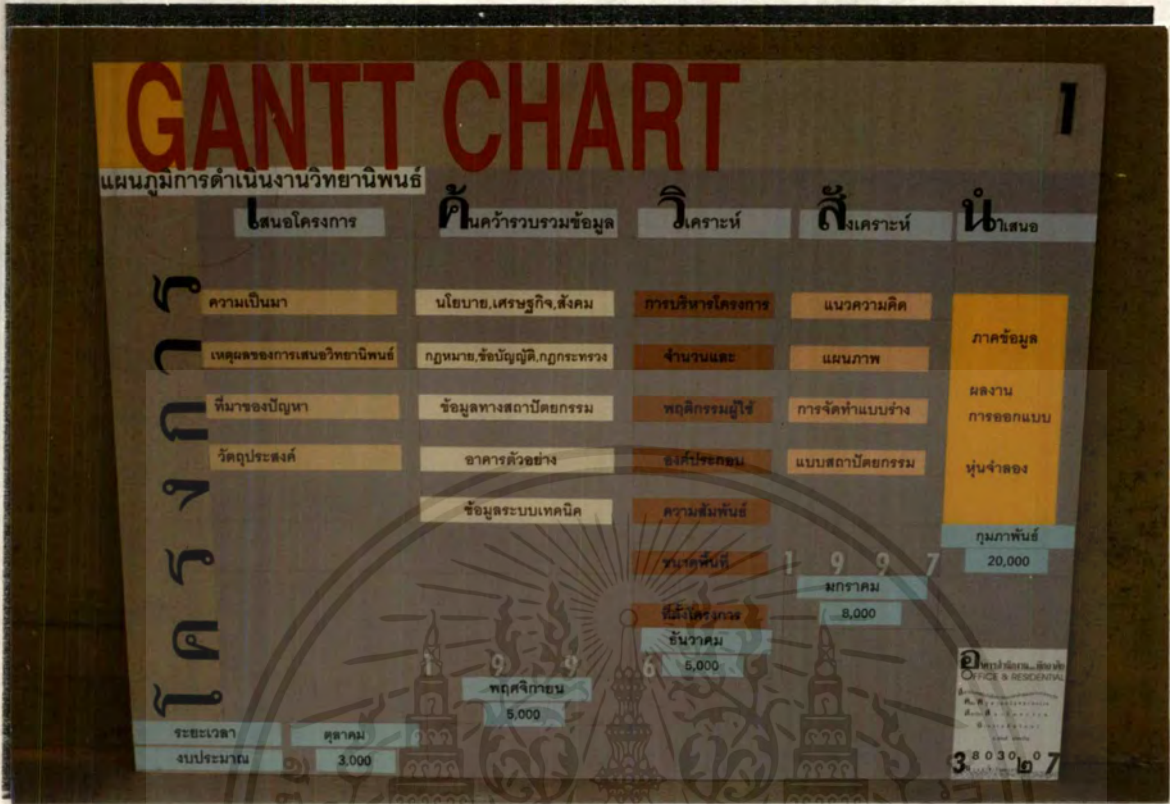 GANTT CHART
1
แผนภูมิการดำเนินงานวิทยานิพนธ์
เสนอโครงการ
ค้นคว้ารวบรวมข้อมูล
วิเคราะห์
สังเคราะห์
นำเสนอ
โครงการ
ความเป็นมา
เหตุผลของการเสนอวิทยานิพนธ์
ที่มาของปัญหา
วัตถุประสงค์
นโยบาย,เศรษฐกิจ,สังคม
กฎหมาย,ข้อบัญญัติ,กฎกระทรวง
ข้อมูลทางสถาปัตยกรรม
อาคารตัวอย่าง
ข้อมูลระบบเทคนิค
การบริหารโครงการ
จำนวนและ
พฤติกรรมผู้ใช้
องค์ประกอบ
ความสัมพันธ์
ขนาดพื้นที่
ที่ตั้งโครงการ
แนวความคิด
แผนภาพ
การจัดทำแบบร่าง
แบบสถาปัตยกรรม
ภาคข้อมูล
ผลงาน
การออกแบบ
หุ่นจำลอง
กุมภาพันธ์
20,000
1997
มกราคม
8,000
ธันวาคม
5,000
1996
พฤศจิกายน
5,000
ระยะเวลา
ตุลาคม
งบประมาณ
3,000
OFFICE & RESIDENTIAL
38030๒07